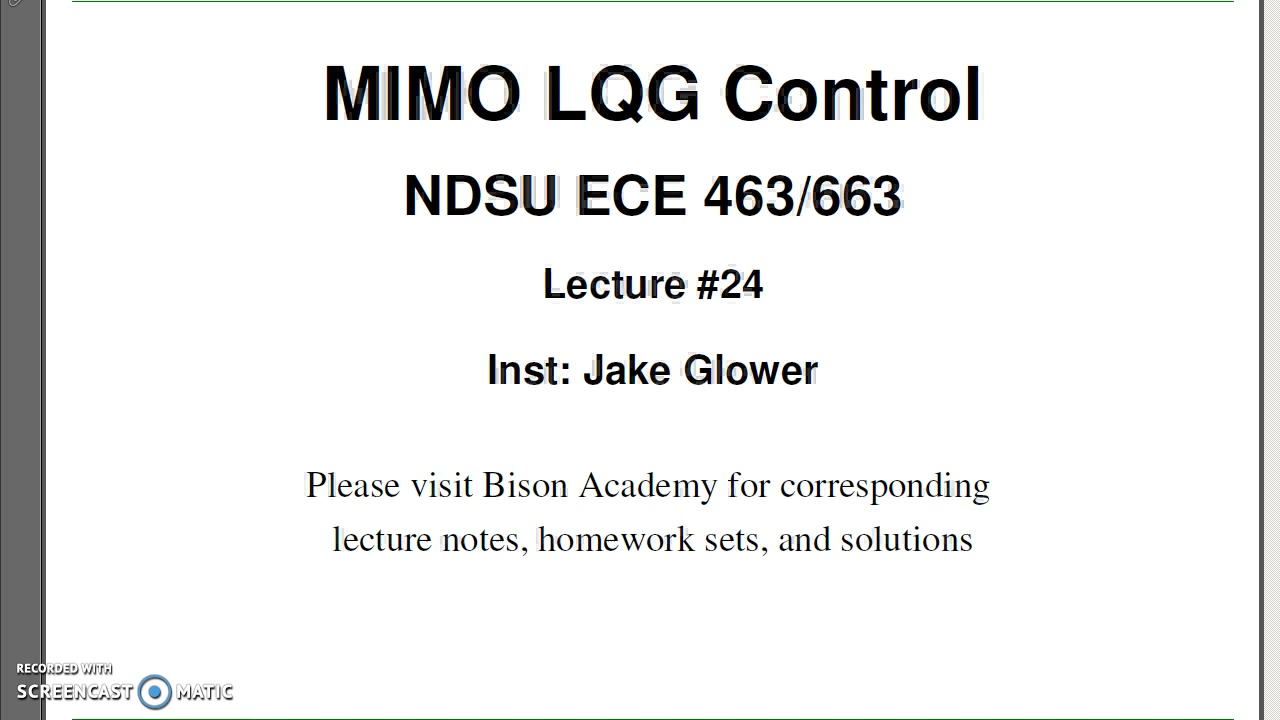 MIMO LQG Control
NDSU ECE 463/663
Lecture #24
Inst: Jake Glower
Please visit Bison Academy for corresponding
lecture notes, homework sets, and solutions
RECORDED WITH
SCREENCAST MATIC